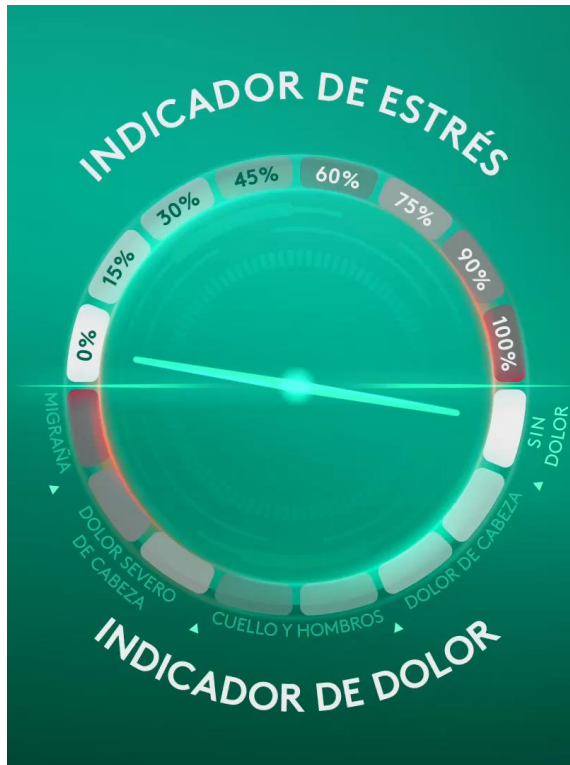 INDICADOR DE ESTRÉS
0%
15%
30%
45%
60%
75%
90%
100%
MIGRAÑA
DOLOR SEVERO
DE CABEZA
CUELLO Y HOMBROS
DOLOR DE CABEZA
SIN
DOLOR
INDICADOR DE DOLOR